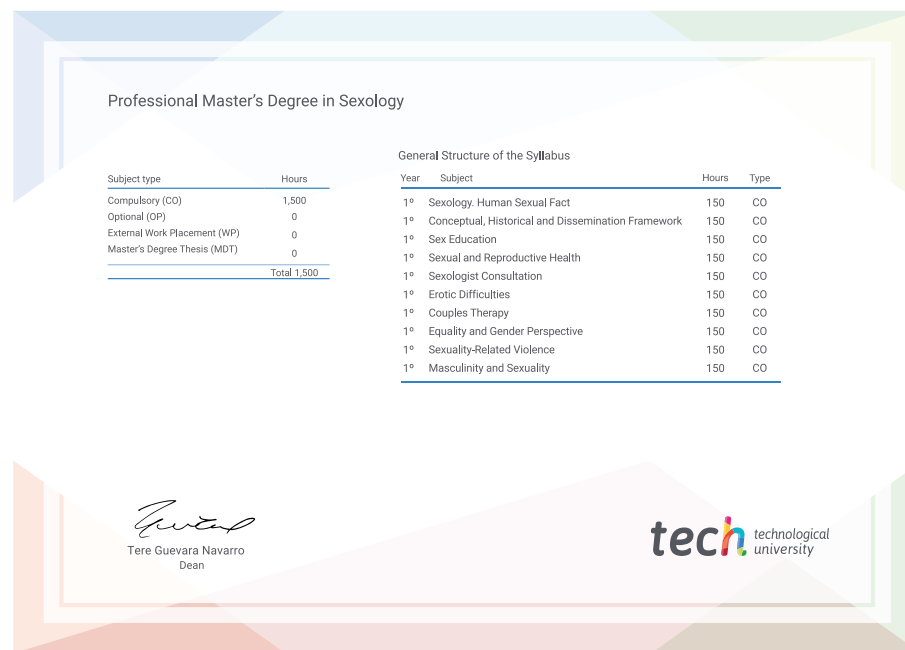 Professional Master's Degree in Sexology
Subject type Hours
Compulsory (CO) 1,500
Optional (OP) 0
External Work Placement (WP) 0
Master's Degree Thesis (MDT) 0
Total 1,500
General Structure of the Syllabus
Year Subject Hours Type
1º Sexology. Human Sexual Fact 150 CO
1º Conceptual, Historical and Dissemination Framework 150 CO
1º Sex Education 150 CO
1º Sexual and Reproductive Health 150 CO
1º Sexologist Consultation 150 CO
1º Erotic Difficulties 150 CO
1º Couples Therapy 150 CO
1º Equality and Gender Perspective 150 CO
1º Sexuality-Related Violence 150 CO
1º Masculinity and Sexuality 150 CO
Tere Guevara Navarro
Dean
tech technological
university